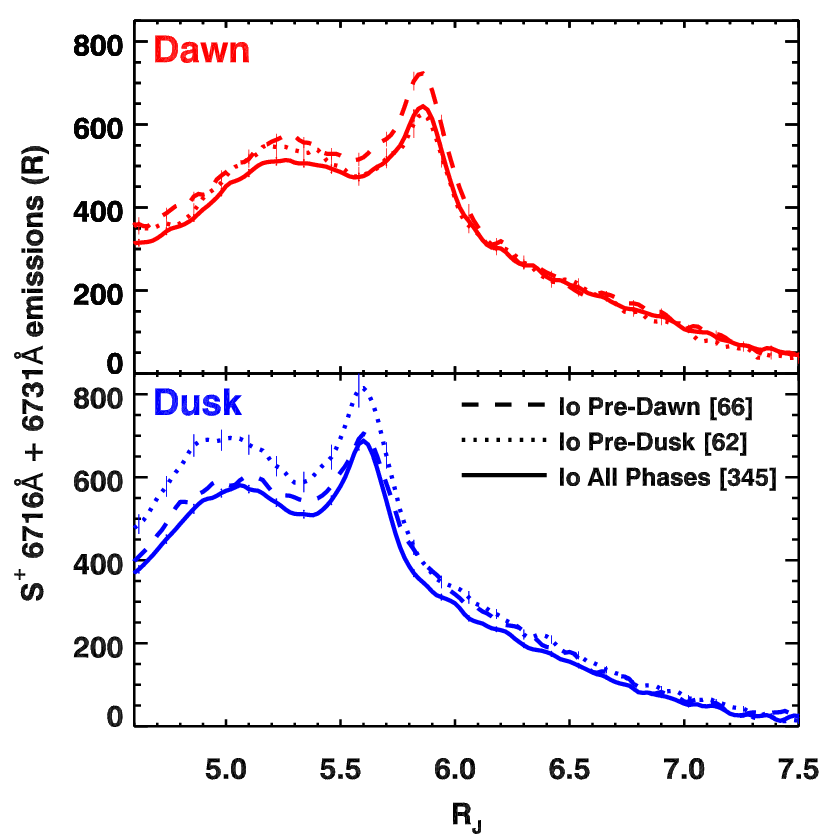 S+ 6716Å + 6731Å emissions (R)
Dawn
800
600
400
200
0
Dusk
Io Pre-Dawn [66]
Io Pre-Dusk [62]
Io All Phases [345]
800
600
400
200
0
5.0 5.5 6.0 6.5 7.0 7.5
RJ